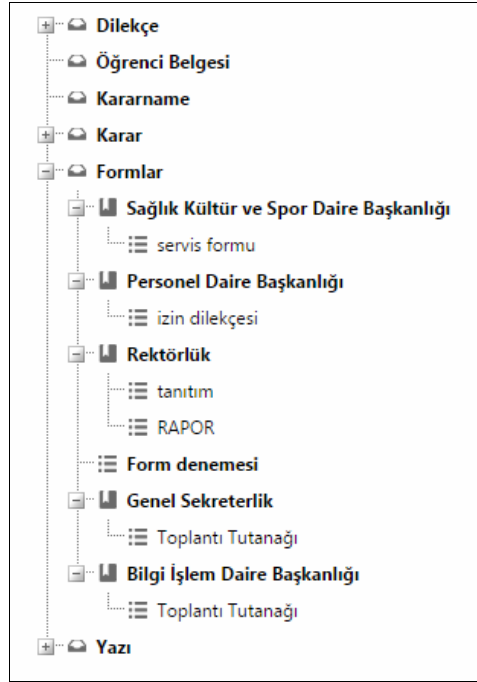 Dilekçe
Öğrenci Belgesi
Kararname
Karar
Formlar
Sağlık Kültür ve Spor Daire Başkanlığı
servis formu
Personel Daire Başkanlığı
izin dilekçesi
Rektörlük
tanıtım
RAPOR
Form denemesi
Genel Sekreterlik
Toplantı Tutanağı
Bilgi İşlem Daire Başkanlığı
Toplantı Tutanağı
Yazı